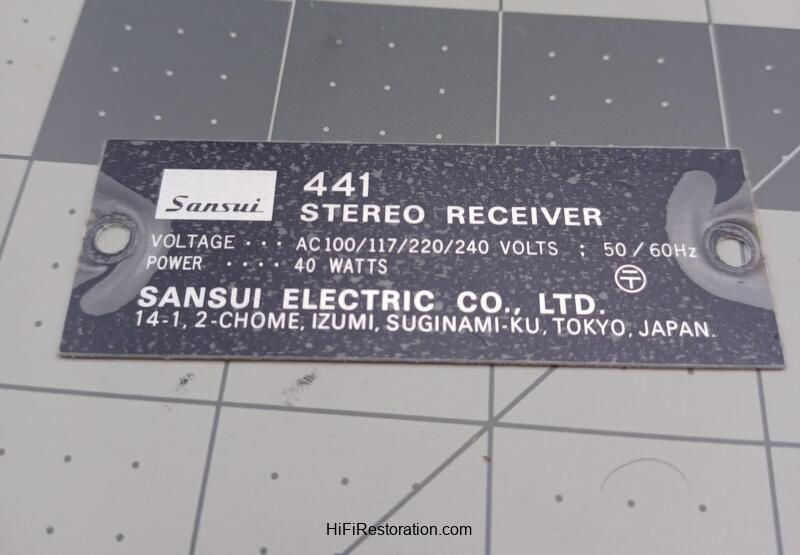 Sansui
441
STEREO RECEIVER
VOLTAGE ··· AC100/117/220/240 VOLTS ; 50/60Hz
POWER ···· 40 WATTS
〒
SANSUI ELECTRIC CO., LTD.
14-1, 2-CHOME, IZUMI, SUGINAMI-KU, TOKYO, JAPAN.
HiFiRestoration.com